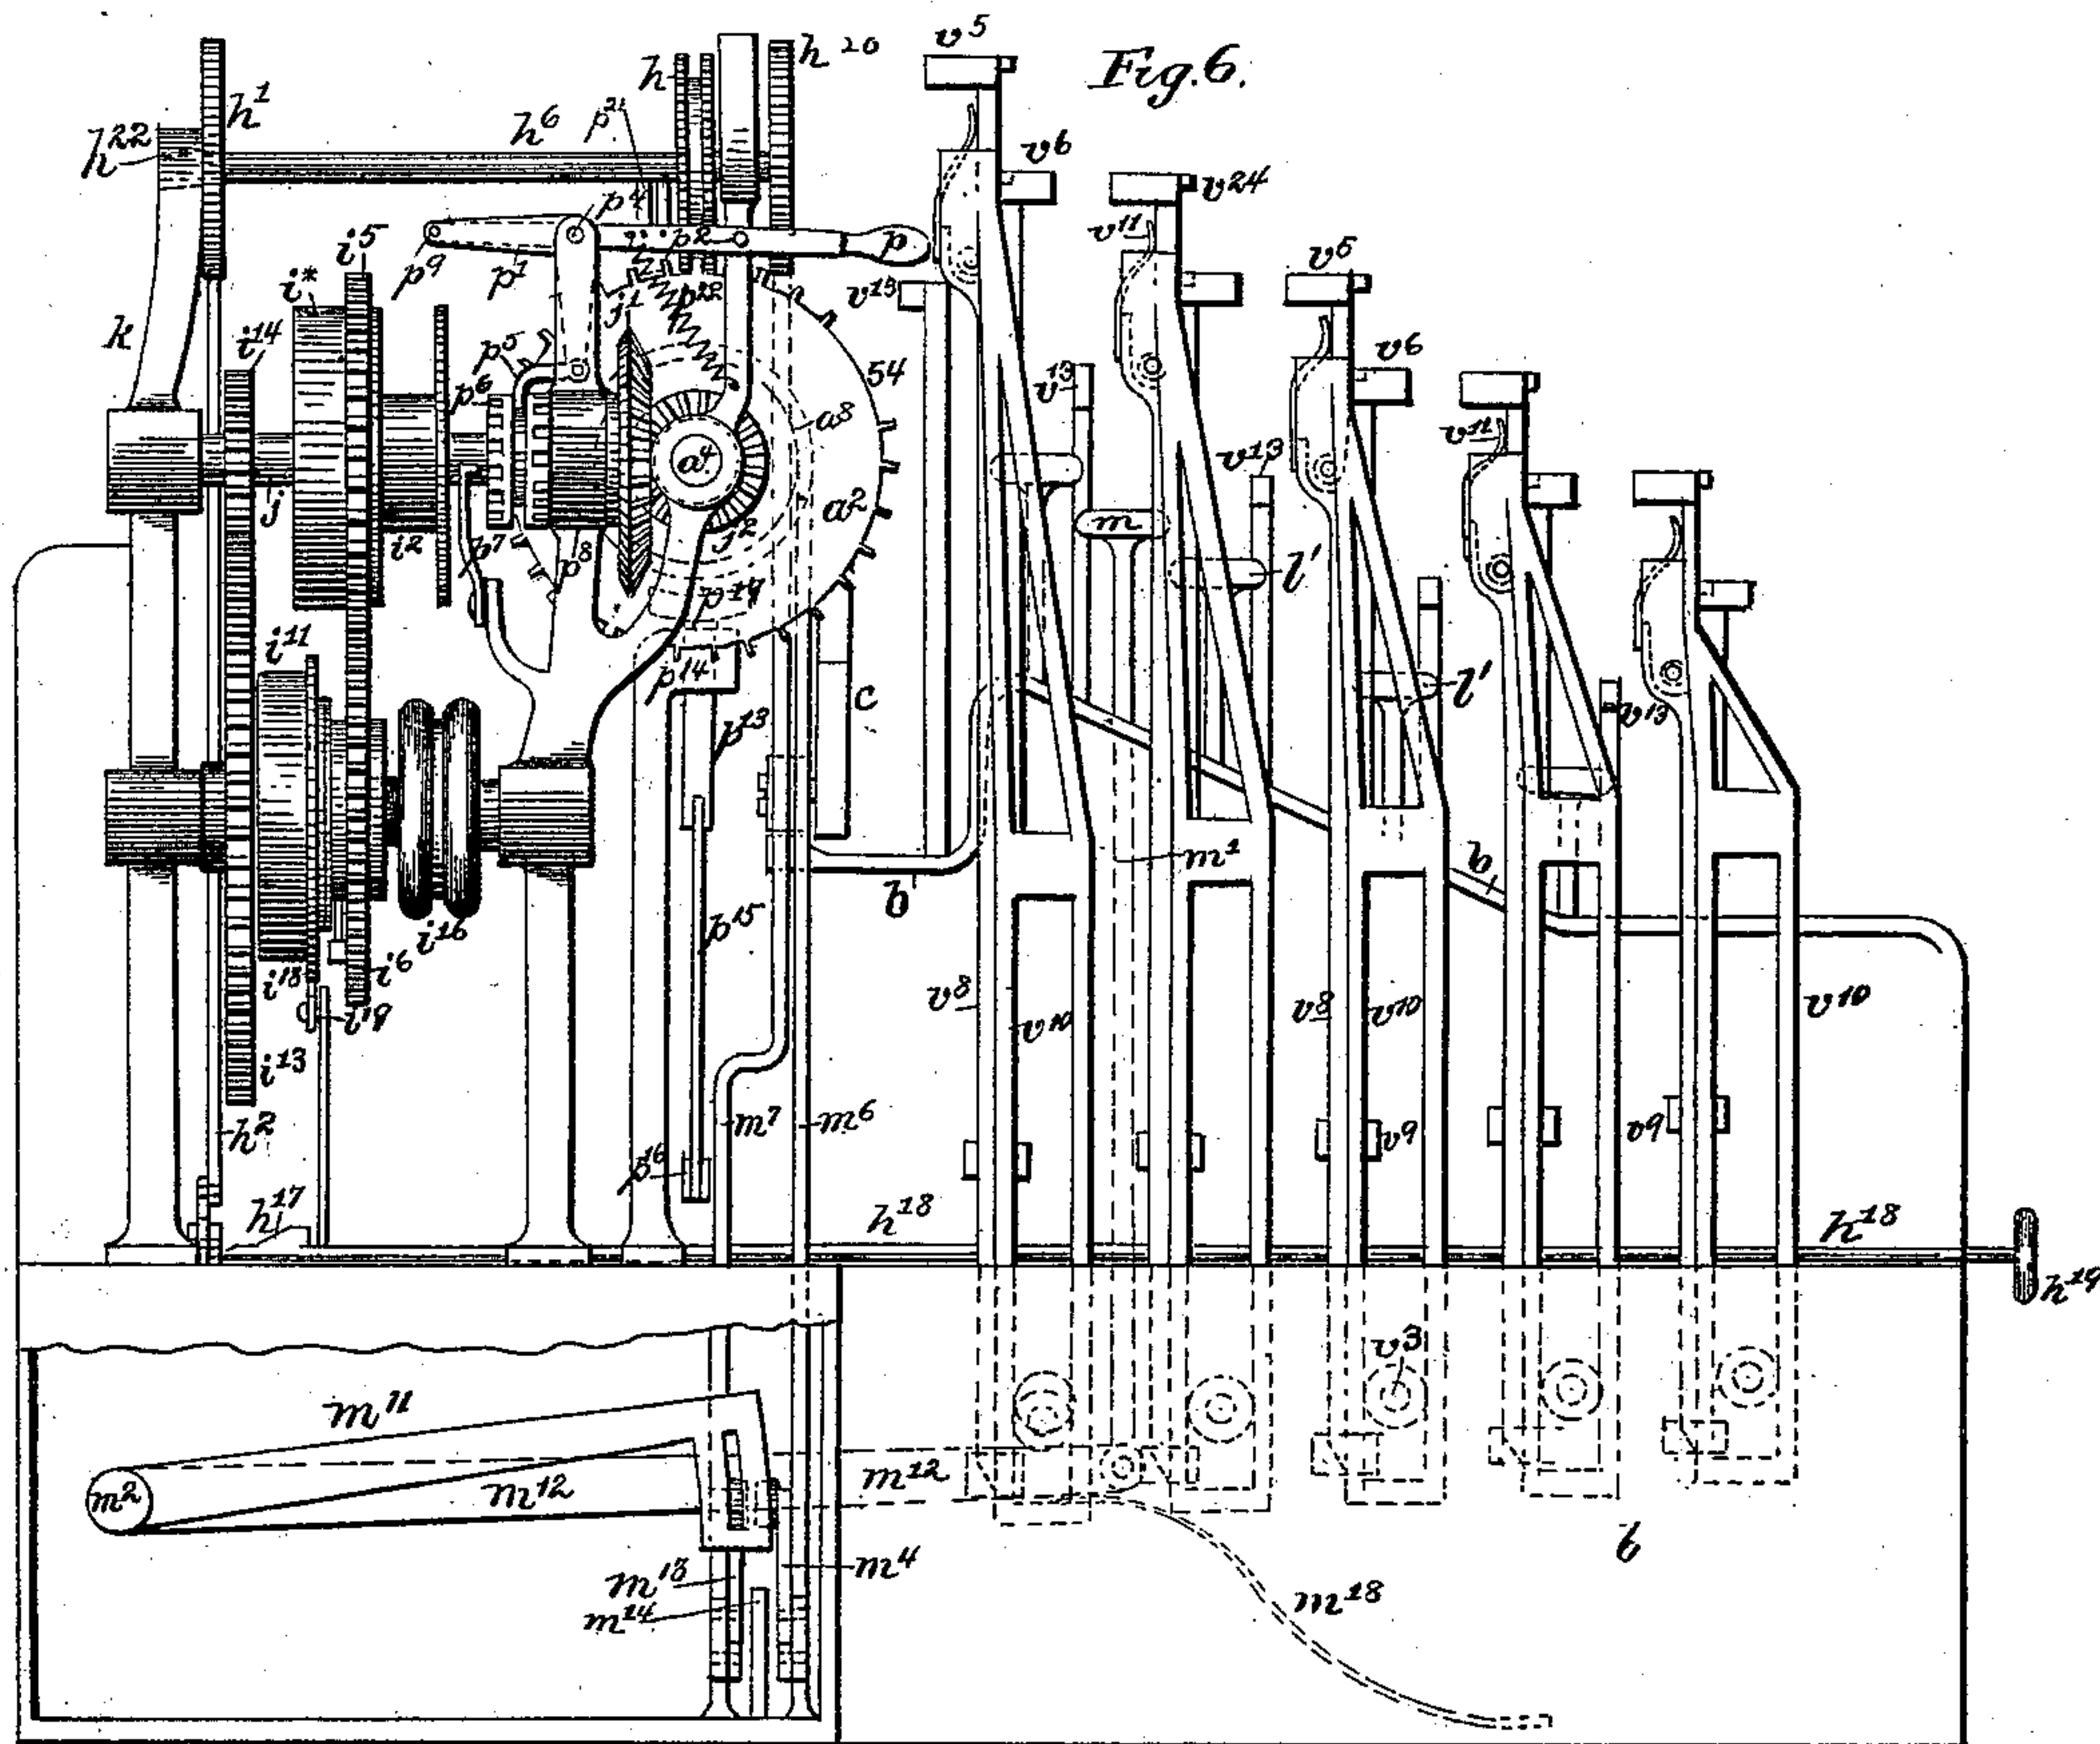 Fig. 6.
v⁵
h²⁰
h
h¹
h⁶
p²¹
h²²
v⁶
v²⁴
p⁴
v¹¹
i⁵
p⁹
p¹
p²
p
v⁵
i*
v¹³
k
i¹⁴
j¹
p²²
v⁶
p⁵
54
v¹³
p⁶
a⁸
v¹¹
a⁴
v¹³
j
i²
a²
m
p⁷
p⁸
j²
l'
p¹⁹
i¹¹
p¹⁴
c
l'
p¹³
v¹³
m¹
b
b
p¹⁵
i¹⁶
i¹⁸
i⁶
i¹⁹
v⁸
v¹⁰
v⁸
v¹⁰
v¹⁰
i¹³
h²
m⁷
m⁶
v⁹
v⁹
p¹⁶
h¹⁷
h¹⁸
h¹⁸
h¹⁹
v³
m¹¹
m²
m¹²
m¹²
m¹³
m⁴
b
m¹⁴
m¹⁸